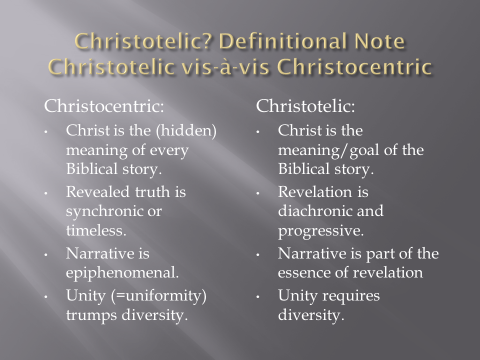 Christotelic? Definitional Note
Christotelic vis-à-vis Christocentric
Christocentric:
• Christ is the (hidden)
meaning of every
Biblical story.
• Revealed truth is
synchronic or
timeless.
• Narrative is
epiphenomenal.
• Unity (=uniformity)
trumps diversity.
Christotelic:
• Christ is the
meaning/goal of the
Biblical story.
• Revelation is
diachronic and
progressive.
• Narrative is part of the
essence of revelation
• Unity requires
diversity.